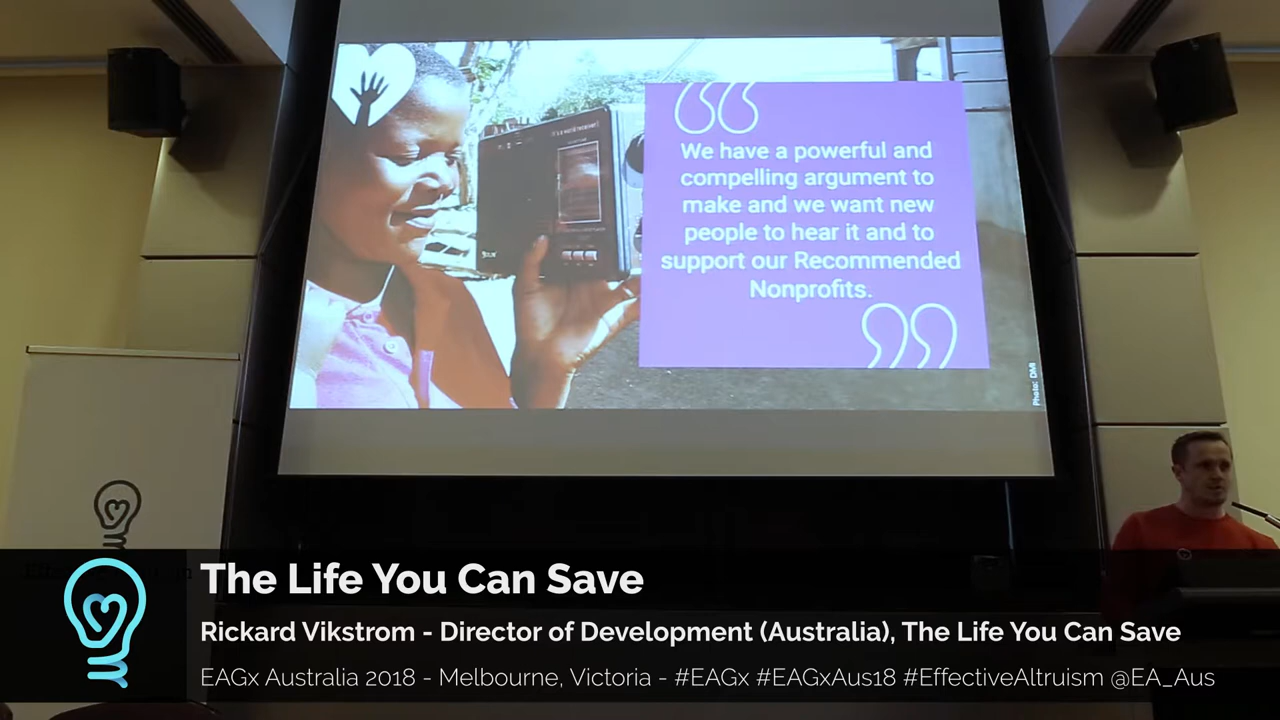 We have a powerful and
compelling argument to
make and we want new
people to hear it and to
support our Recommended
Nonprofits.
Photo: DMI
The Life You Can Save
Rickard Vikstrom - Director of Development (Australia), The Life You Can Save
EAGx Australia 2018 - Melbourne, Victoria - #EAGx #EAGxAus18 #EffectiveAltruism @EA_Aus